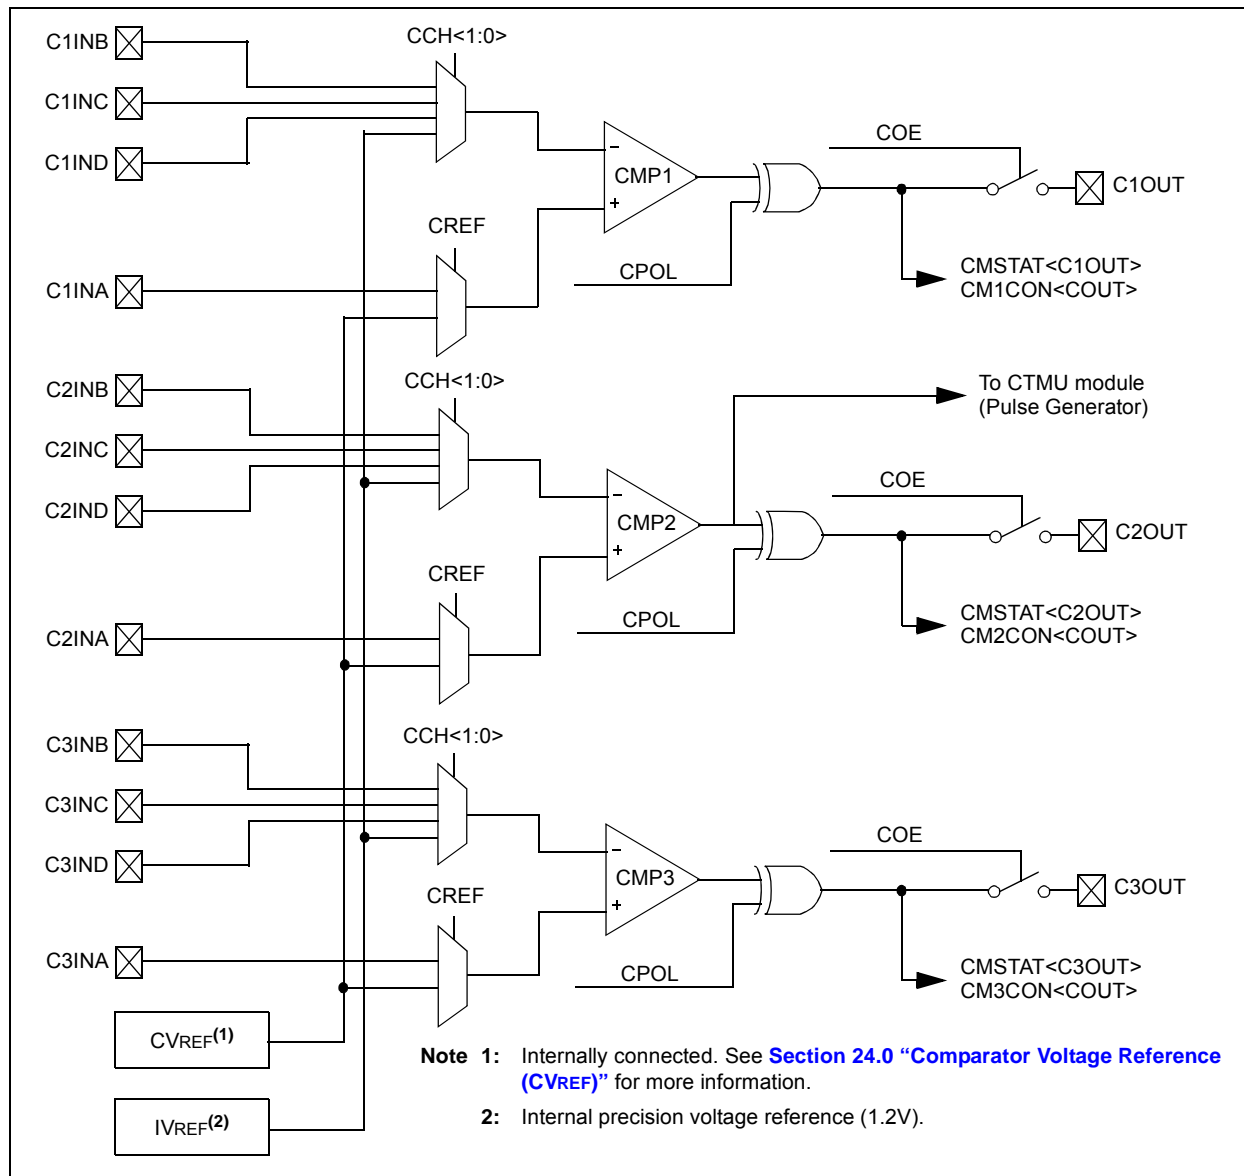 C1INB
CCH<1:0>
C1INC
C1IND
COE
−
CMP1
+
C1OUT
CREF
C1INA
CPOL
CMSTAT<C1OUT>
CM1CON<COUT>
C2INB
CCH<1:0>
To CTMU module
(Pulse Generator)
C2INC
C2IND
COE
−
CMP2
+
C2OUT
CREF
C2INA
CPOL
CMSTAT<C2OUT>
CM2CON<COUT>
C3INB
CCH<1:0>
C3INC
C3IND
COE
−
CMP3
+
C3OUT
CREF
C3INA
CPOL
CMSTAT<C3OUT>
CM3CON<COUT>
CVREF(1)
IVREF(2)
Note 1: Internally connected. See Section 24.0 “Comparator Voltage Reference
(CVREF)” for more information.
2: Internal precision voltage reference (1.2V).